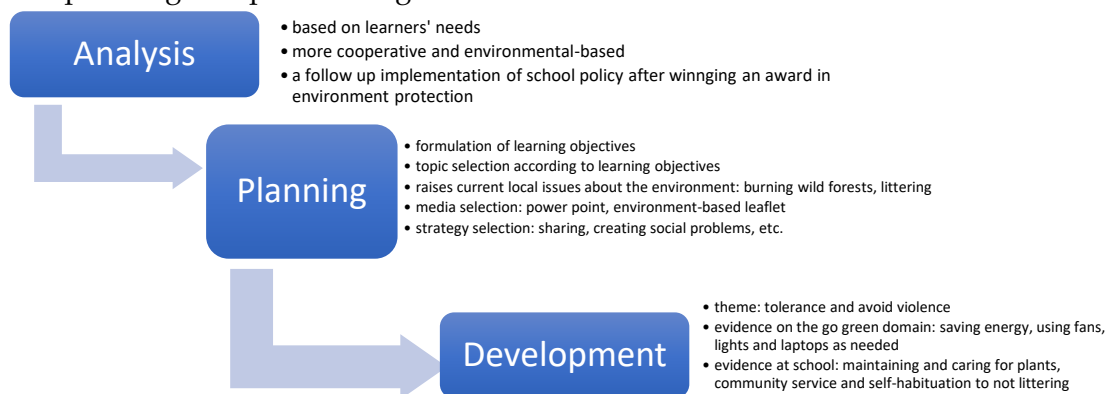 Analysis
• based on learners' needs
• more cooperative and environmental-based
• a follow up implementation of school policy after winnging an award in
environment protection
Planning
• formulation of learning objectives
• topic selection according to learning objectives
• raises current local issues about the environment: burning wild forests, littering
• media selection: power point, environment-based leaflet
• strategy selection: sharing, creating social problems, etc.
Development
• theme: tolerance and avoid violence
• evidence on the go green domain: saving energy, using fans,
lights and laptops as needed
• evidence at school: maintaining and caring for plants,
community service and self-habituation to not littering